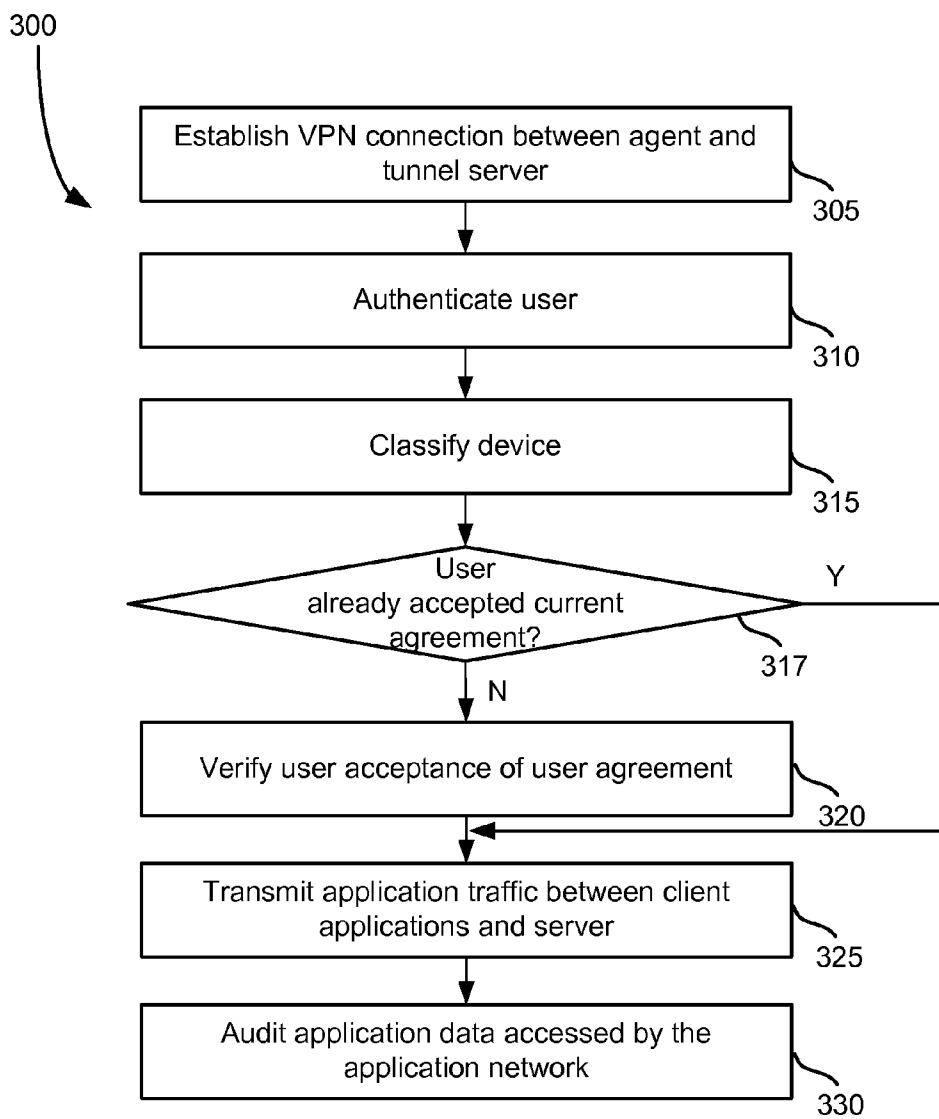 300
Establish VPN connection between agent and
tunnel server
305
Authenticate user
310
Classify device
315
User
already accepted current
agreement?
Y
317
N
Verify user acceptance of user agreement
320
Transmit application traffic between client
applications and server
325
Audit application data accessed by the
application network
330